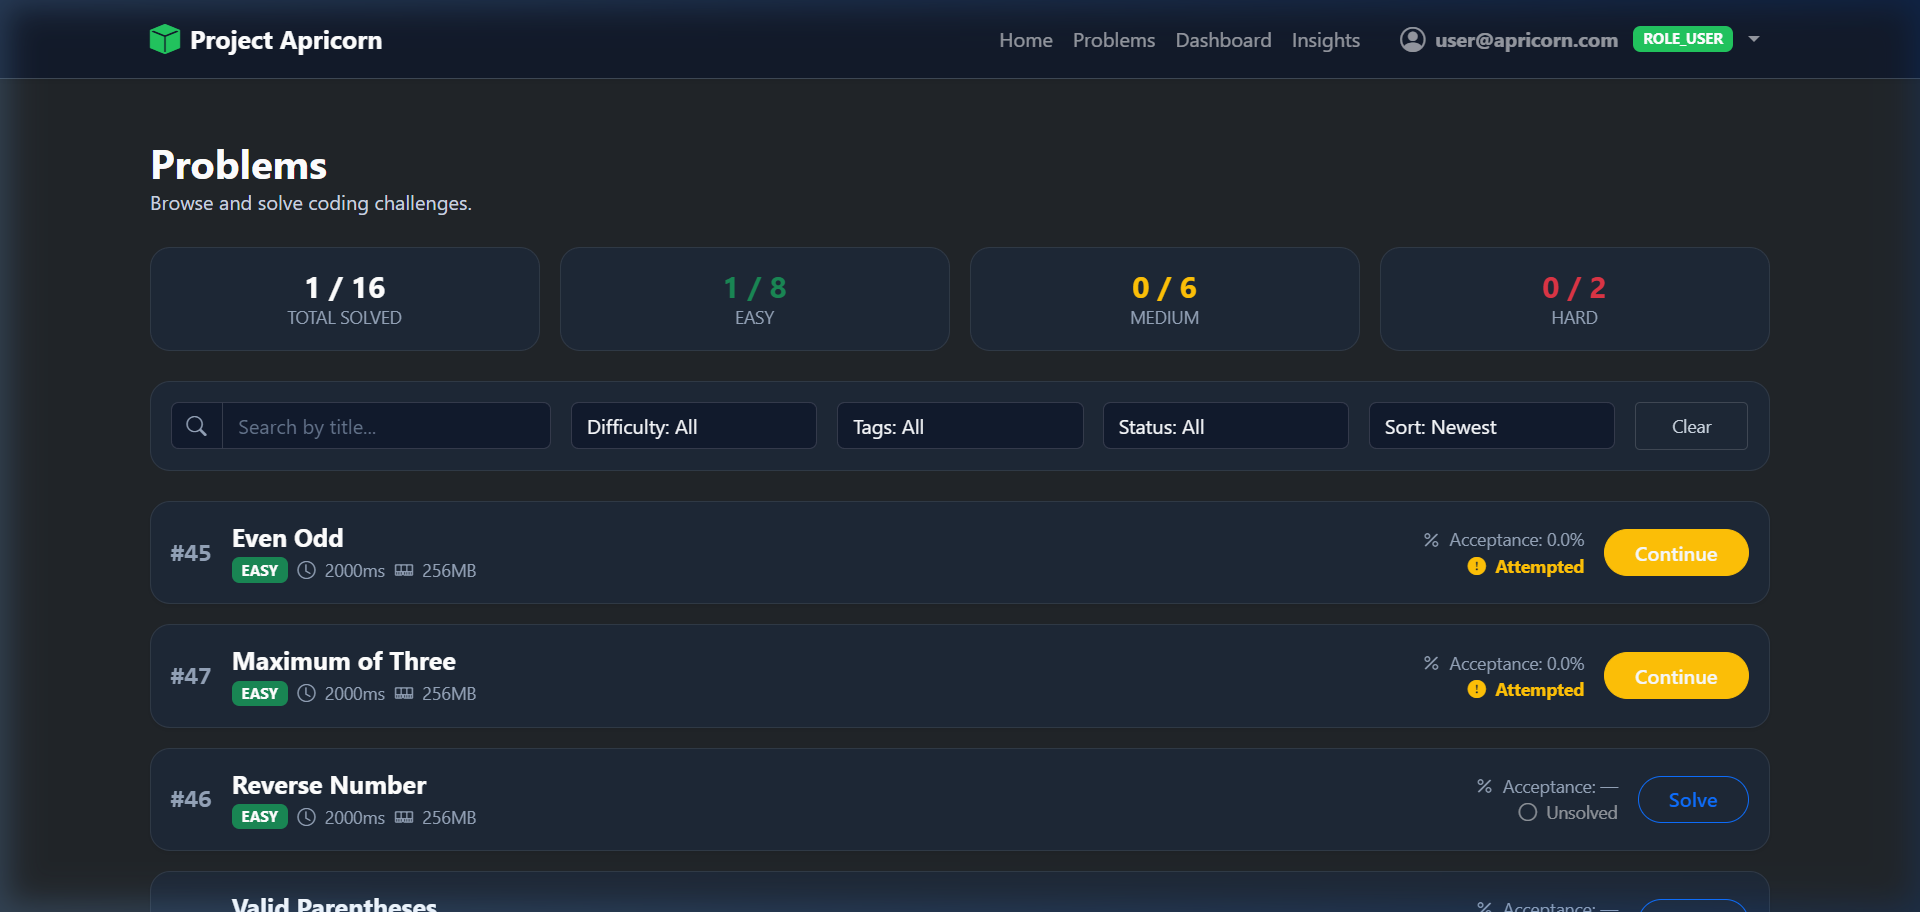 Project Apricorn
Home Problems Dashboard Insights user@apricorn.com ROLE_USER
Problems
Browse and solve coding challenges.
1 / 16
TOTAL SOLVED
1 / 8
EASY
0 / 6
MEDIUM
0 / 2
HARD
Search by title...
Difficulty: All
Tags: All
Status: All
Sort: Newest
Clear
#45
Even Odd
EASY 2000ms 256MB
% Acceptance: 0.0%
! Attempted
Continue
#47
Maximum of Three
EASY 2000ms 256MB
% Acceptance: 0.0%
! Attempted
Continue
#46
Reverse Number
EASY 2000ms 256MB
% Acceptance: —
Unsolved
Solve
Valid Parentheses
% Acceptance: —